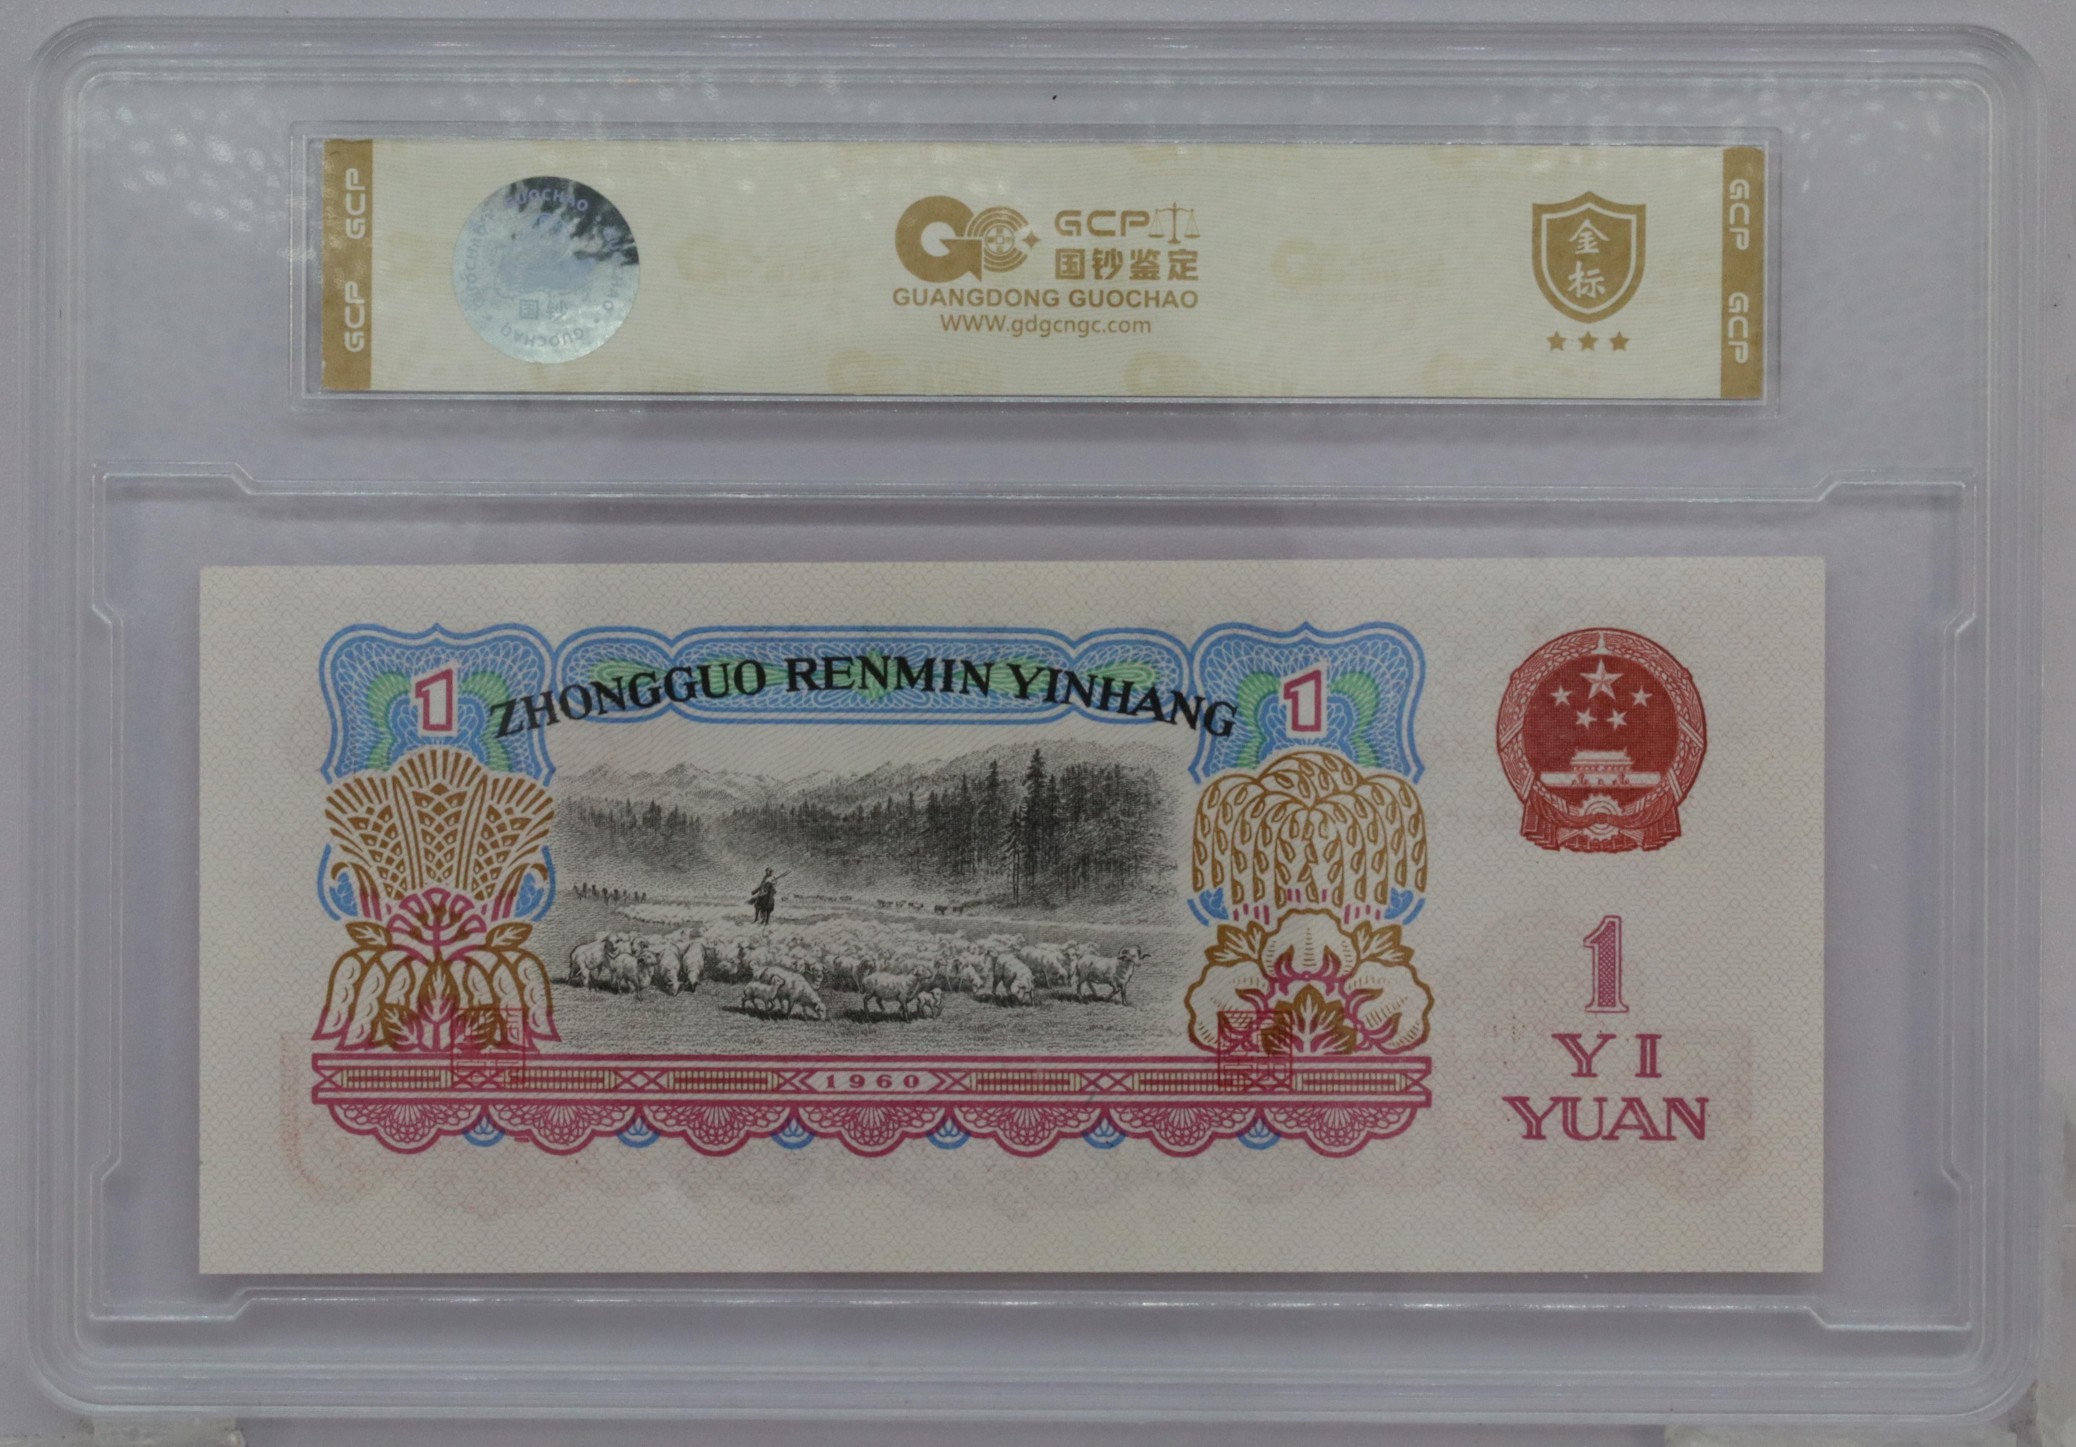 GCP GCP
GUOCHAO
GUOCHAO
国
GCP
国钞鉴定
GUANGDONG GUOCHAO
WWW.gdgcngc.com
金
标
GCP GCP
1
ZHONGGUO RENMIN YINHANG
1
1960
1
YI
YUAN